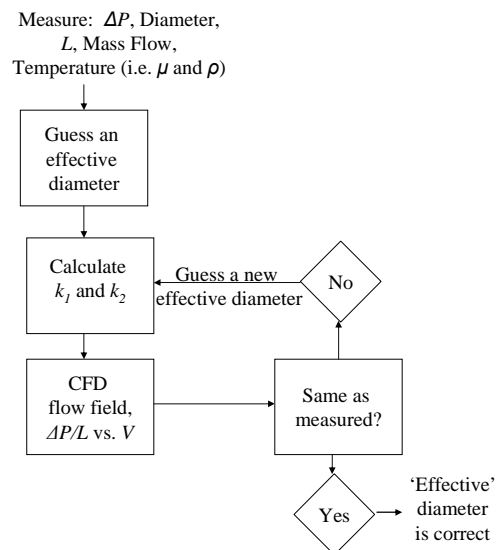 Measure: ΔP, Diameter,
L, Mass Flow,
Temperature (i.e. μ and ρ)
Guess an
effective
diameter
Calculate
k₁ and k₂
Guess a new
effective diameter
No
CFD
flow field,
ΔP/L vs. V
Same as
measured?
Yes
‘Effective’
diameter
is correct